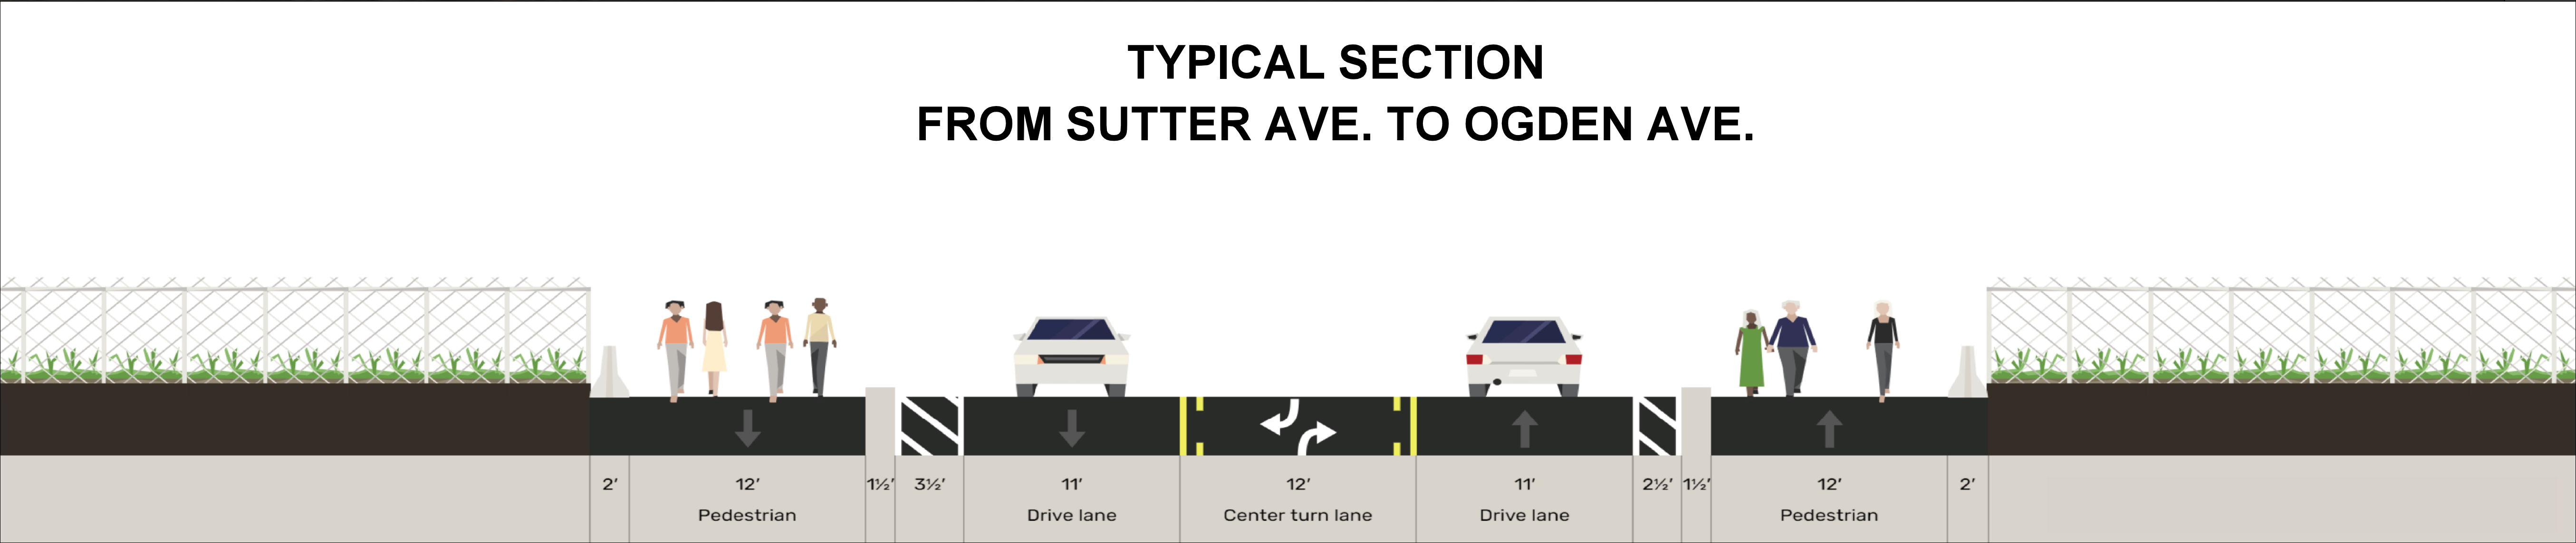 TYPICAL SECTION
FROM SUTTER AVE. TO OGDEN AVE.
2' 12' 1½' 3½' 11' 12' 11' 2½' 1½' 12' 2'
Pedestrian Drive lane Center turn lane Drive lane Pedestrian